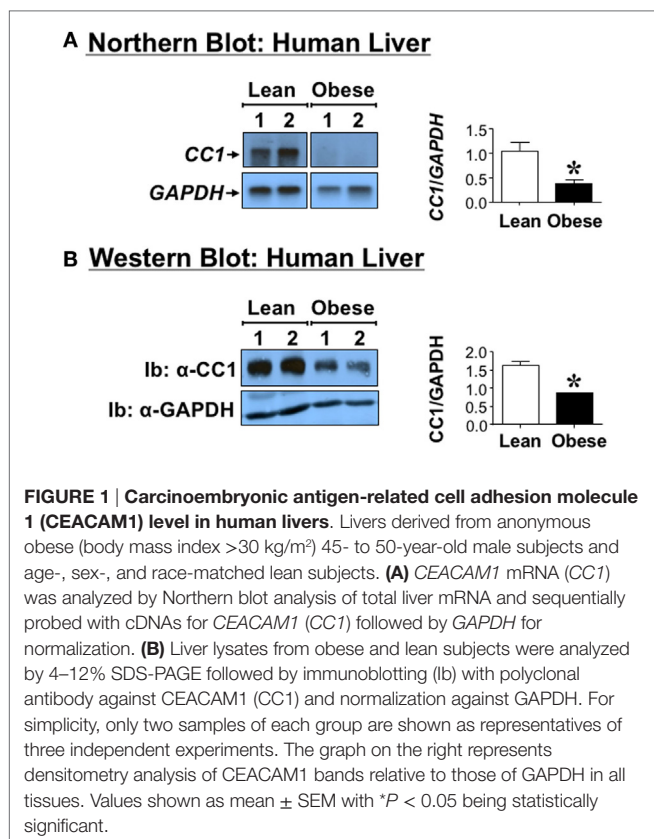 A Northern Blot: Human Liver
Lean Obese
1 2 1 2
CC1→
GAPDH→
CC1/GAPDH
1.5
1.0
0.5
0.0
*
Lean Obese
B Western Blot: Human Liver
Lean Obese
1 2 1 2
Ib: α-CC1
Ib: α-GAPDH
CC1/GAPDH
2.0
1.5
1.0
0.5
0.0
*
Lean Obese
FIGURE 1 | Carcinoembryonic antigen-related cell adhesion molecule
1 (CEACAM1) level in human livers. Livers derived from anonymous
obese (body mass index >30 kg/m²) 45- to 50-year-old male subjects and
age-, sex-, and race-matched lean subjects. (A) CEACAM1 mRNA (CC1)
was analyzed by Northern blot analysis of total liver mRNA and sequentially
probed with cDNAs for CEACAM1 (CC1) followed by GAPDH for
normalization. (B) Liver lysates from obese and lean subjects were analyzed
by 4–12% SDS-PAGE followed by immunoblotting (Ib) with polyclonal
antibody against CEACAM1 (CC1) and normalization against GAPDH. For
simplicity, only two samples of each group are shown as representatives of
three independent experiments. The graph on the right represents
densitometry analysis of CEACAM1 bands relative to those of GAPDH in all
tissues. Values shown as mean ± SEM with *P < 0.05 being statistically
significant.